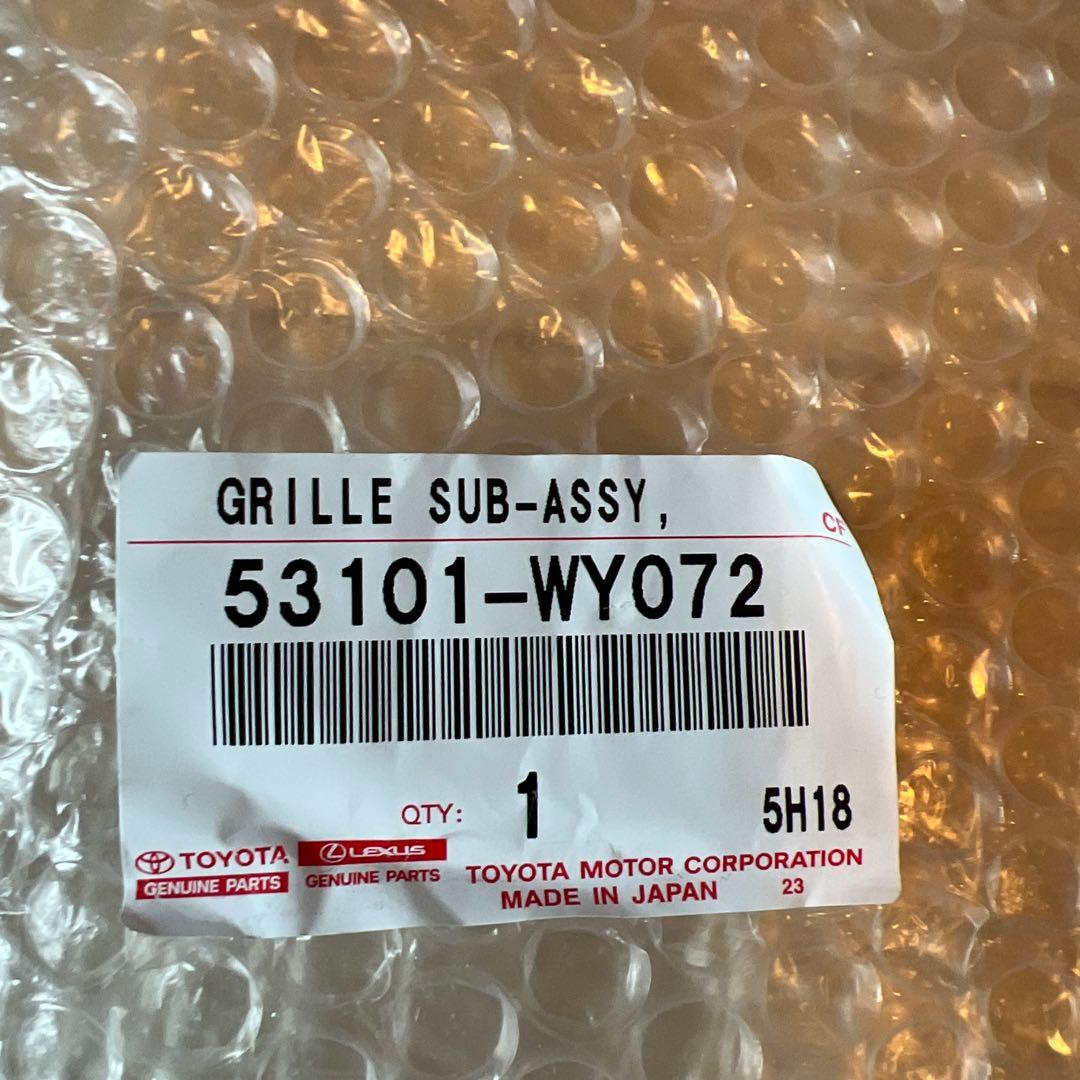 GRILLE SUB-ASSY,
CF
53101-WY072
QTY: 1 5H18
TOYOTA
GENUINE PARTS
LEXUS
GENUINE PARTS
TOYOTA MOTOR CORPORATION
MADE IN JAPAN 23